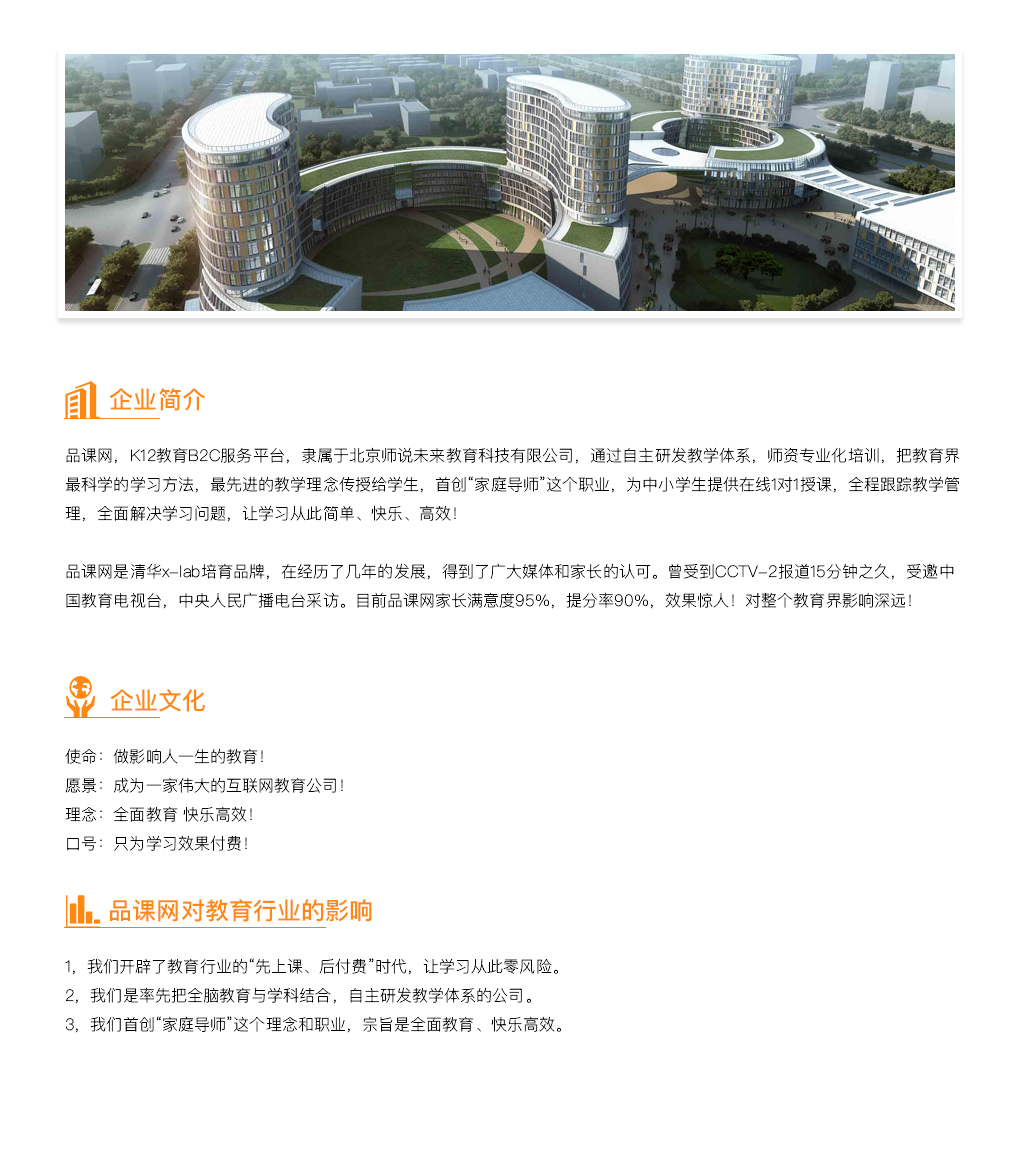 企业简介
品课网，K12教育B2C服务平台，隶属于北京师说未来教育科技有限公司，通过自主研发教学体系，师资专业化培训，把教育界
最科学的学习方法，最先进的教学理念传授给学生，首创“家庭导师”这个职业，为中小学生提供在线1对1授课，全程跟踪教学管
理，全面解决学习问题，让学习从此简单、快乐、高效！
品课网是清华x-lab培育品牌，在经历了几年的发展，得到了广大媒体和家长的认可。曾受到CCTV-2报道15分钟之久，受邀中
国教育电视台，中央人民广播电台采访。目前品课网家长满意度95%，提分率90%，效果惊人！对整个教育界影响深远！
企业文化
使命：做影响人一生的教育！
愿景：成为一家伟大的互联网教育公司！
理念：全面教育 快乐高效！
口号：只为学习效果付费！
品课网对教育行业的影响
1，我们开辟了教育行业的“先上课、后付费”时代，让学习从此零风险。
2，我们是率先把全脑教育与学科结合，自主研发教学体系的公司。
3，我们首创“家庭导师”这个理念和职业，宗旨是全面教育、快乐高效。